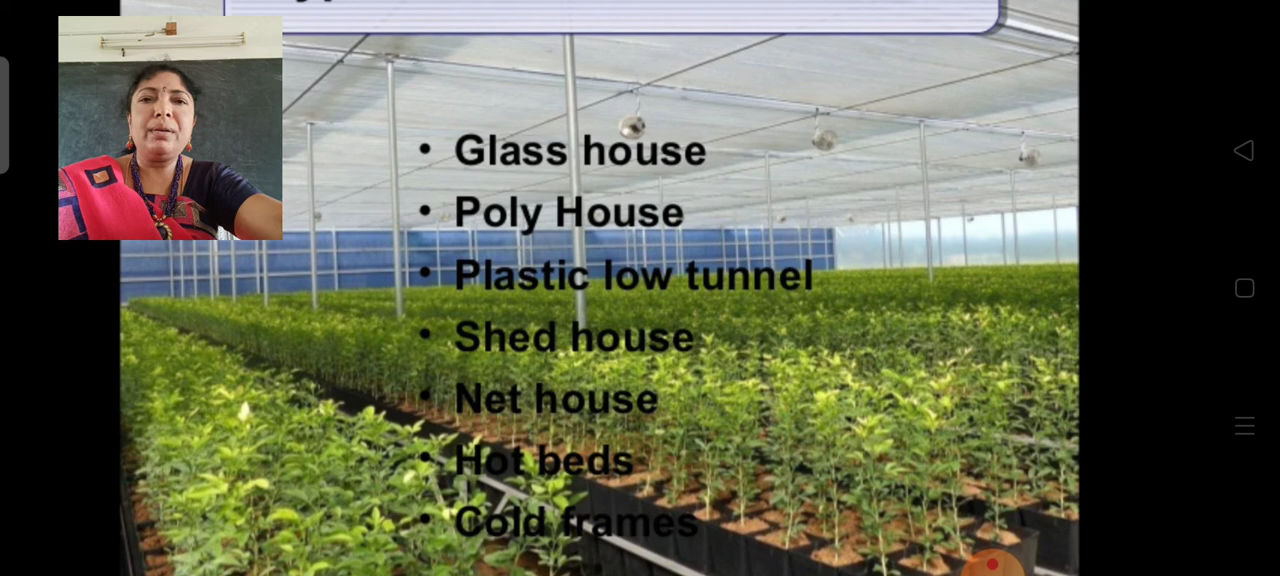 • Glass house
• Poly House
• Plastic low tunnel
• Shed house
• Net house
• Hot beds
• Cold frames